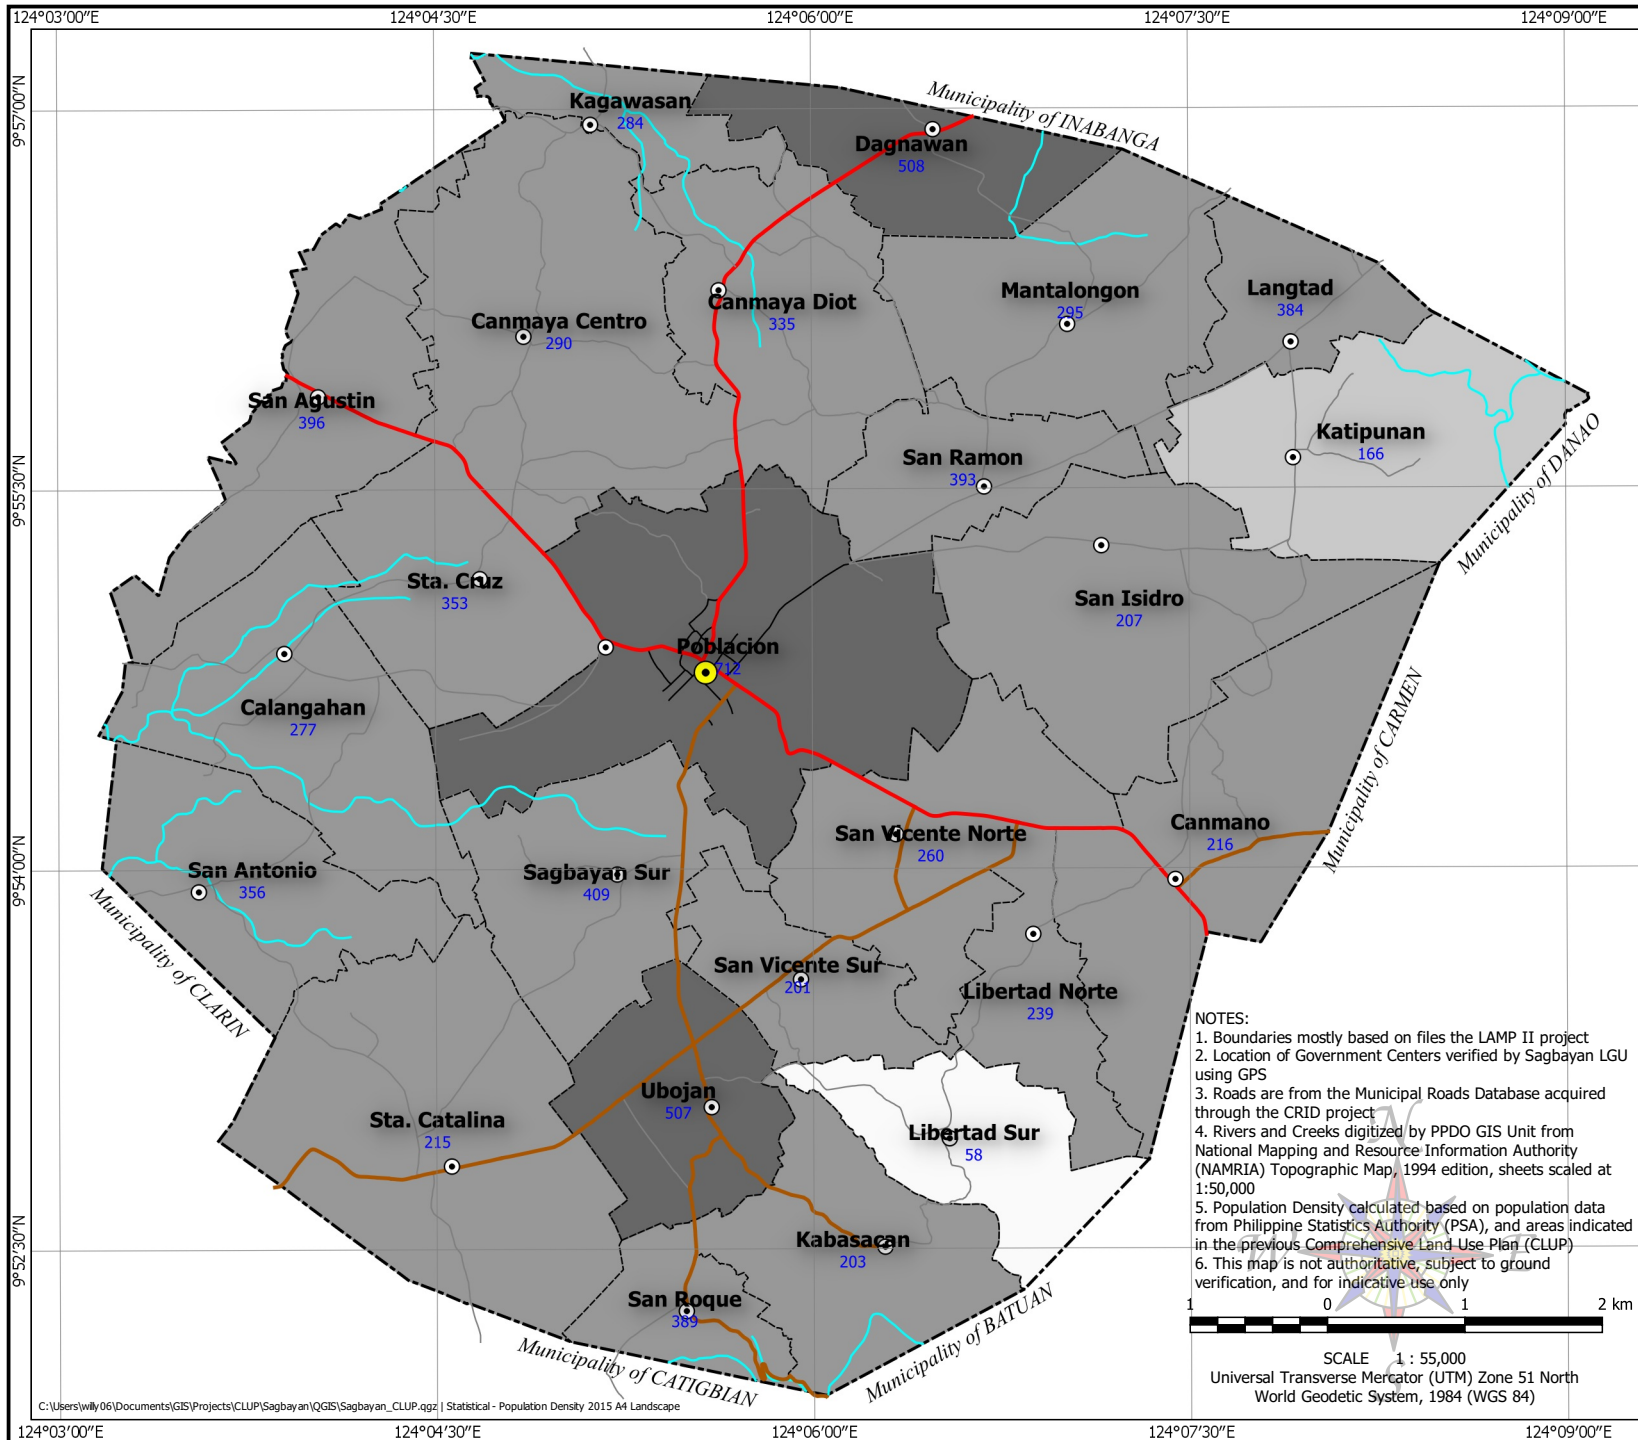 124°03'00"E
124°04'30"E
124°06'00"E
124°07'30"E
124°09'00"E
9°57'00"N
9°55'30"N
9°54'00"N
9°52'30"N
Kagawasan
284
Municipality of INABANGA
Dagnawan
508
Mantalongon
295
Langtad
384
Canmaya Diot
335
Canmaya Centro
290
San Agustin
396
Katipunan
166
San Ramon
393
Municipality of DANAO
Sta. Cruz
353
San Isidro
207
Poblacion
712
Calangahan
277
Municipality of CARMEN
San Vicente Norte
260
Canmano
216
San Antonio
356
Sagbayan Sur
409
Municipality of CLARIN
San Vicente Sur
201
Libertad Norte
239
Ubojan
507
Sta. Catalina
215
Libertad Sur
58
Kabasacan
203
San Roque
389
Municipality of CATIGBIAN
Municipality of BATUAN
NOTES:
1. Boundaries mostly based on files the LAMP II project
2. Location of Government Centers verified by Sagbayan LGU
using GPS
3. Roads are from the Municipal Roads Database acquired
through the CRID project
4. Rivers and Creeks digitized by PPDO GIS Unit from
National Mapping and Resource Information Authority
(NAMRIA) Topographic Map, 1994 edition, sheets scaled at
1:50,000
5. Population Density calculated based on population data
from Philippine Statistics Authority (PSA), and areas indicated
in the previous Comprehensive Land Use Plan (CLUP)
6. This map is not authoritative, subject to ground
verification, and for indicative use only
N
W
E
S
1 0 1 2 km
SCALE 1 : 55,000
Universal Transverse Mercator (UTM) Zone 51 North
World Geodetic System, 1984 (WGS 84)
C:\Users\willy06\Documents\GIS\Projects\CLUP\Sagbayan\QGIS\Sagbayan_CLUP.qgz | Statistical - Population Density 2015 A4 Landscape
124°03'00"E
124°04'30"E
124°06'00"E
124°07'30"E
124°09'00"E